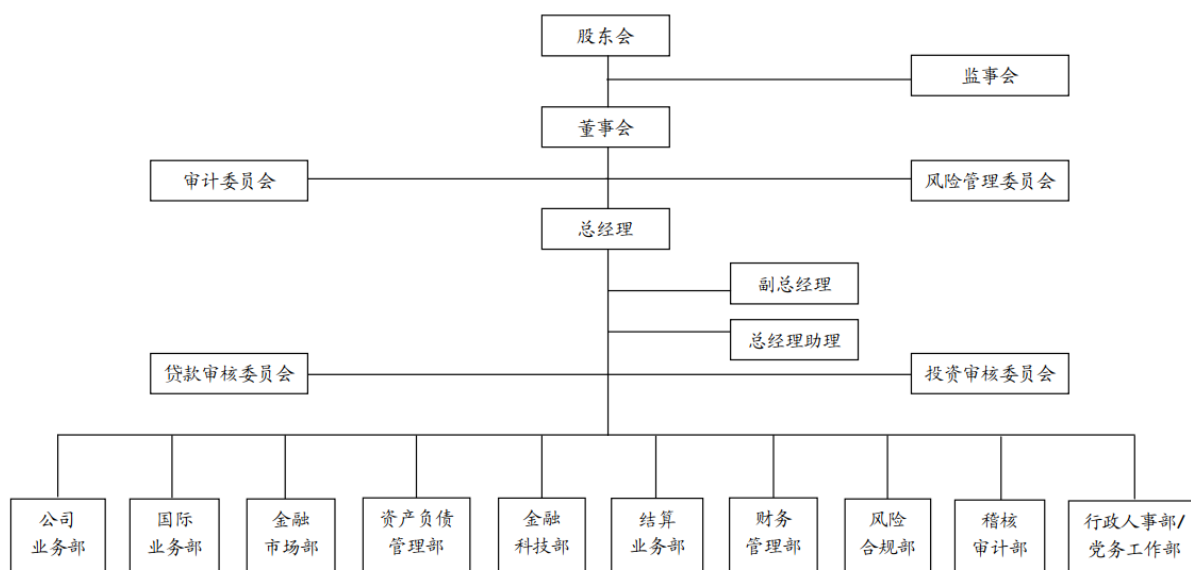 股东会
监事会
董事会
审计委员会
风险管理委员会
总经理
副总经理
总经理助理
贷款审核委员会
投资审核委员会
公司
业务部
国际
业务部
金融
市场部
资产负债
管理部
金融
科技部
结算
业务部
财务
管理部
风险
合规部
稽核
审计部
行政人事部/
党务工作部